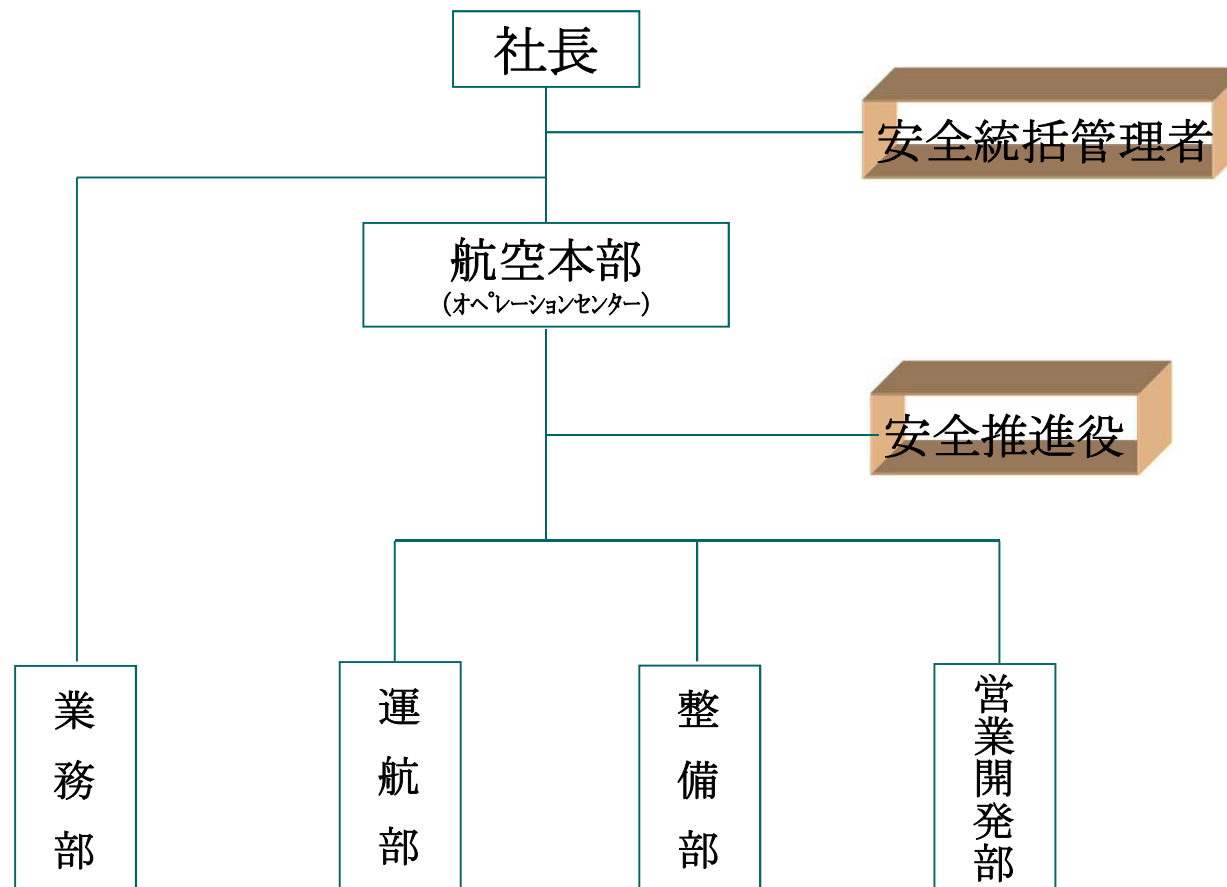 社長
安全統括管理者
航空本部
(オペレーションセンター)
安全推進役
業務部
運航部
整備部
営業開発部